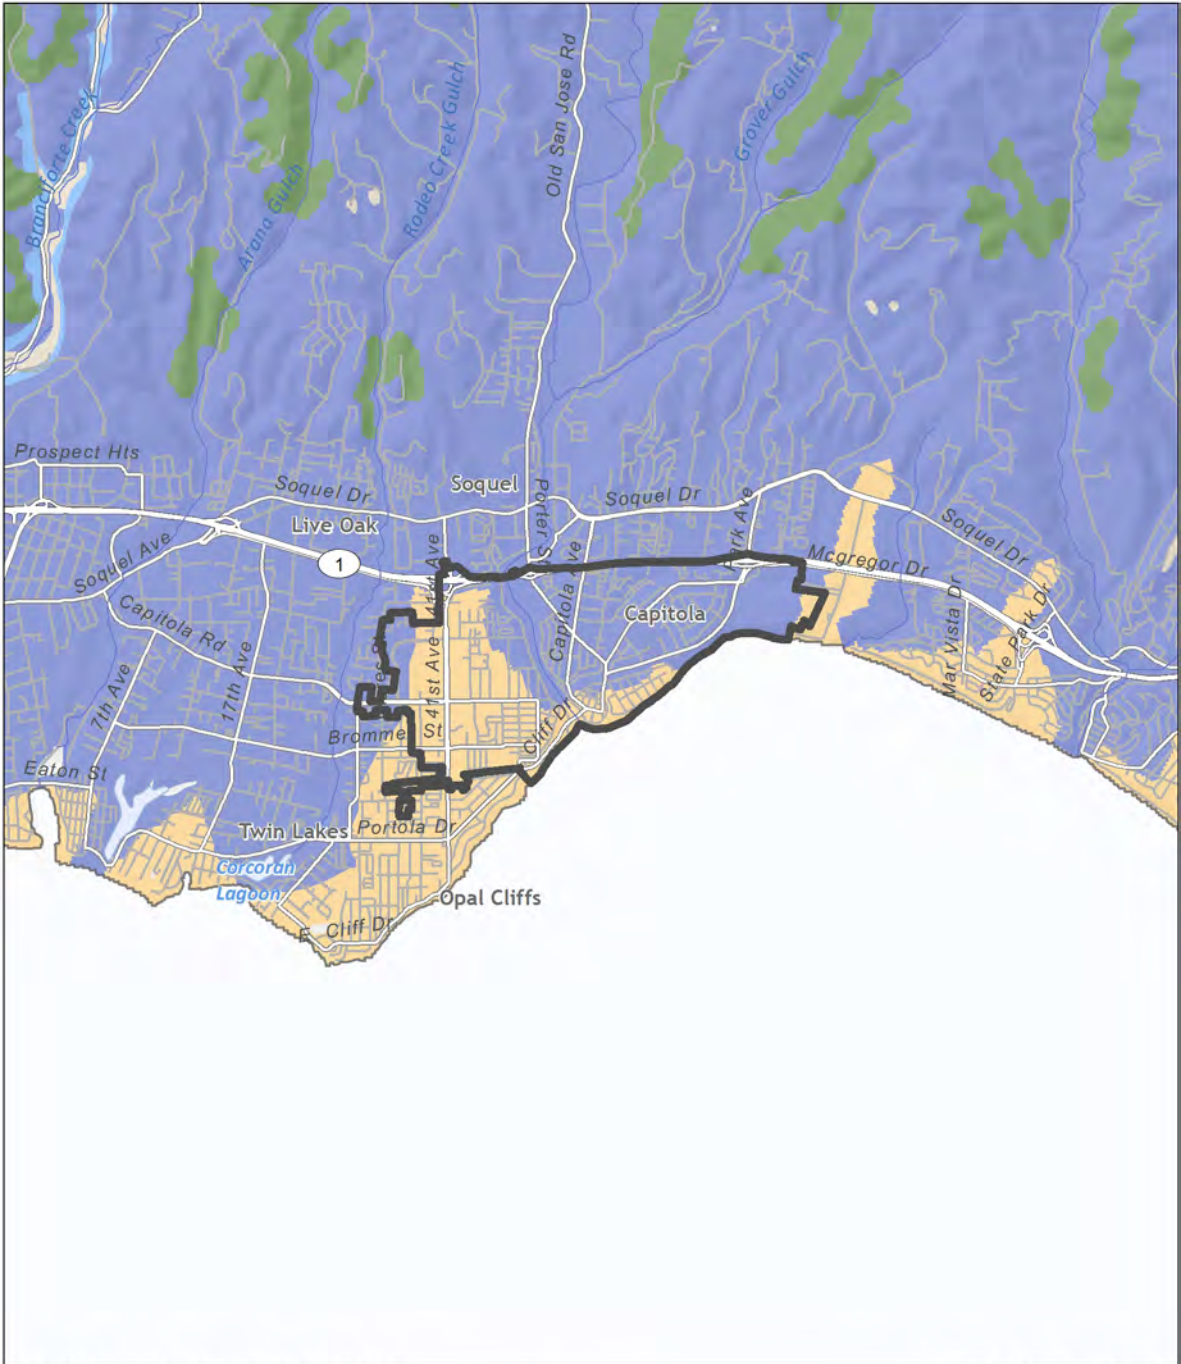 Branciforte Creek
Arana Gulch
Rodeo Creek Gulch
Old San Jose Rd
Grover Gulch
Prospect Hts
Soquel Dr
Soquel
Porter St
Soquel Dr
Park Ave
Soquel Dr
Live Oak
1
Soquel Ave
41st Ave
Capitola Ave
Mcgregor Dr
Capitola Rd
Capitola
Mar Vista Dr
State Park Dr
7th Ave
17th Ave
41st Ave
Brommer St
Cliff Dr
Eaton St
Twin Lakes
Portola Dr
Corcoran
Lagoon
Opal Cliffs
E Cliff Dr